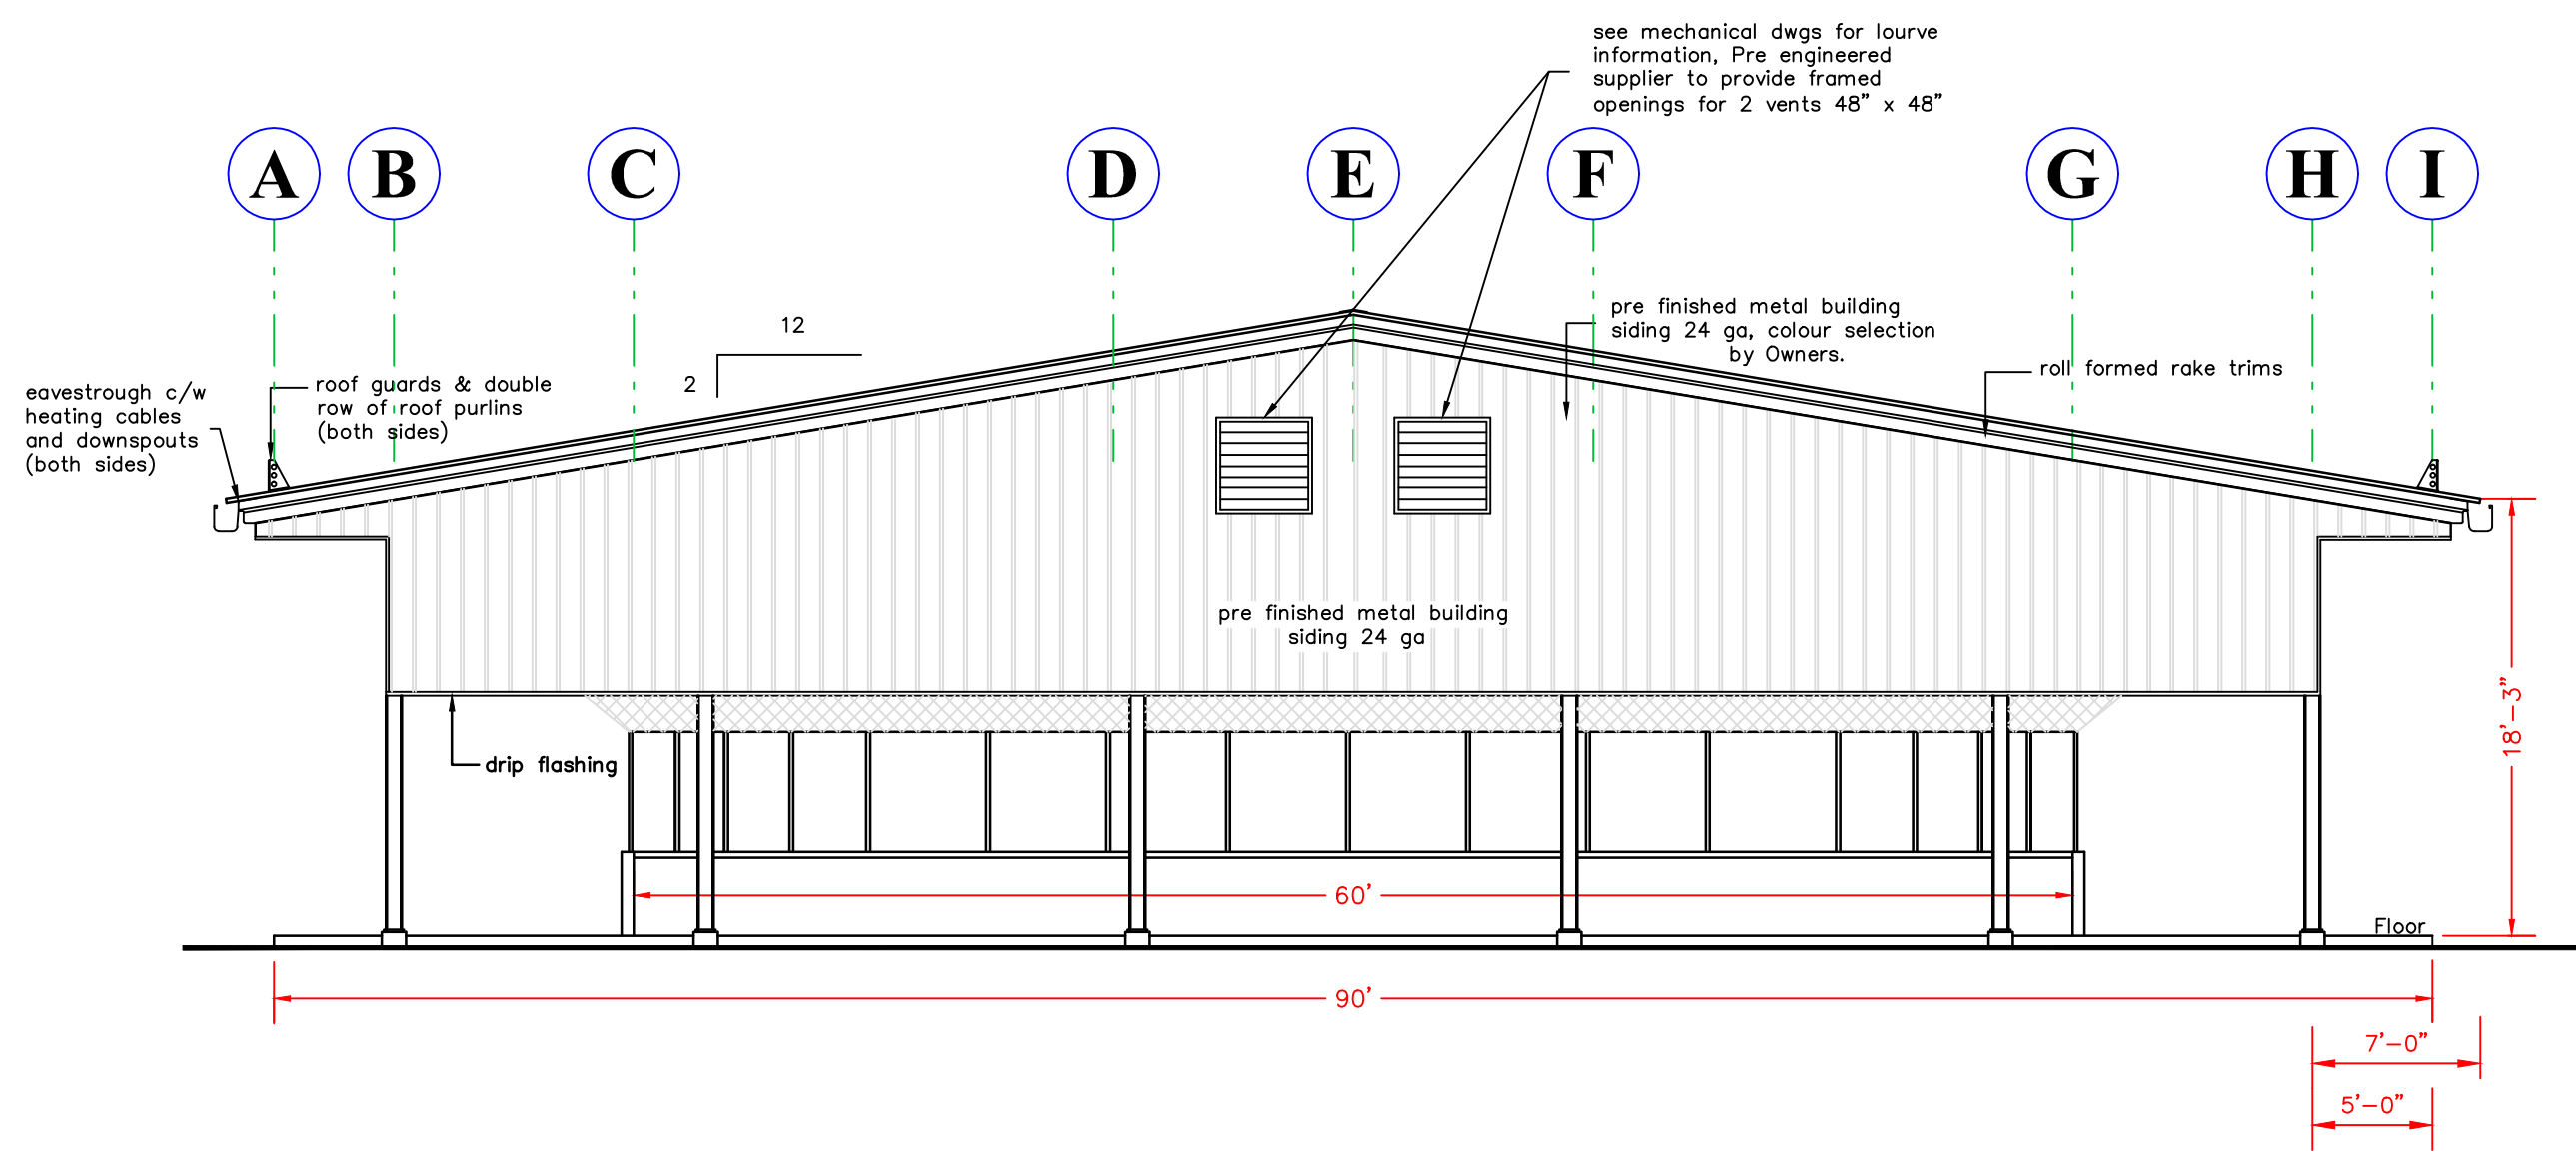 see mechanical dwgs for lourve
information, Pre engineered
supplier to provide framed
openings for 2 vents 48" x 48"
A B C D E F G H I
12
2
pre finished metal building
siding 24 ga, colour selection
by Owners.
roll formed rake trims
eavestrough c/w
heating cables
and downspouts
(both sides)
roof guards & double
row of roof purlins
(both sides)
pre finished metal building
siding 24 ga
18'-3"
drip flashing
60'
Floor
90'
7'-0"
5'-0"